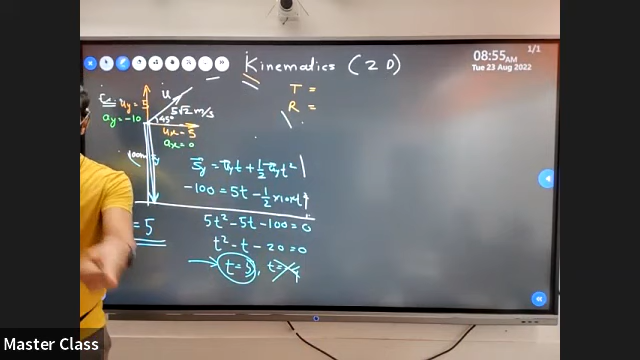 1/1
08:55AM
Tue 23 Aug 2022
Kinematics (2D)
T =
R =
u
uy = 5
5√2 m/s
45°
ay = -10
ux = 5
ax = 0
100m
Sy = uyt + 1/2 ayt²
-100 = 5t - 1/2 x10xt²
= 5
5t² - 5t - 100 = 0
t² - t - 20 = 0
t = 5, t = -4
Master Class